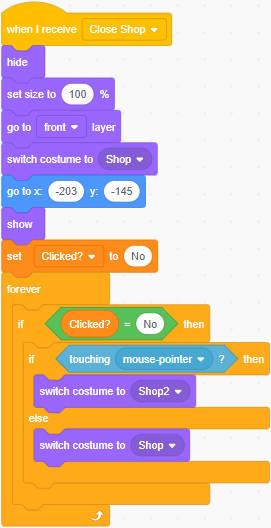 when I receive Close Shop
hide
set size to 100 %
go to front layer
switch costume to Shop
go to x: -203 y: -145
show
set Clicked? to No
forever
if Clicked? = No then
if touching mouse-pointer ? then
switch costume to Shop2
else
switch costume to Shop